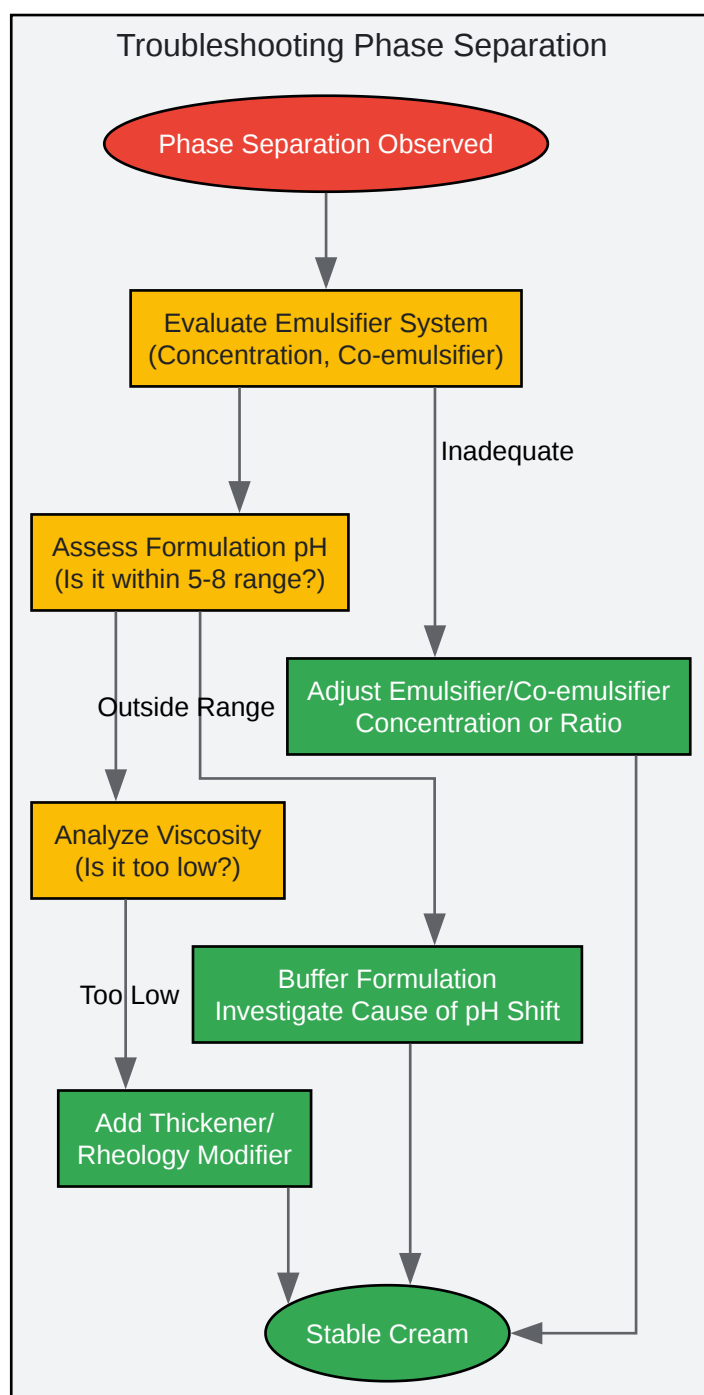 Troubleshooting Phase Separation
Phase Separation Observed
Evaluate Emulsifier System
(Concentration, Co-emulsifier)
Inadequate
Assess Formulation pH
(Is it within 5-8 range?)
Adjust Emulsifier/Co-emulsifier
Concentration or Ratio
Outside Range
Analyze Viscosity
(Is it too low?)
Too Low
Buffer Formulation
Investigate Cause of pH Shift
Add Thickener/
Rheology Modifier
Stable Cream